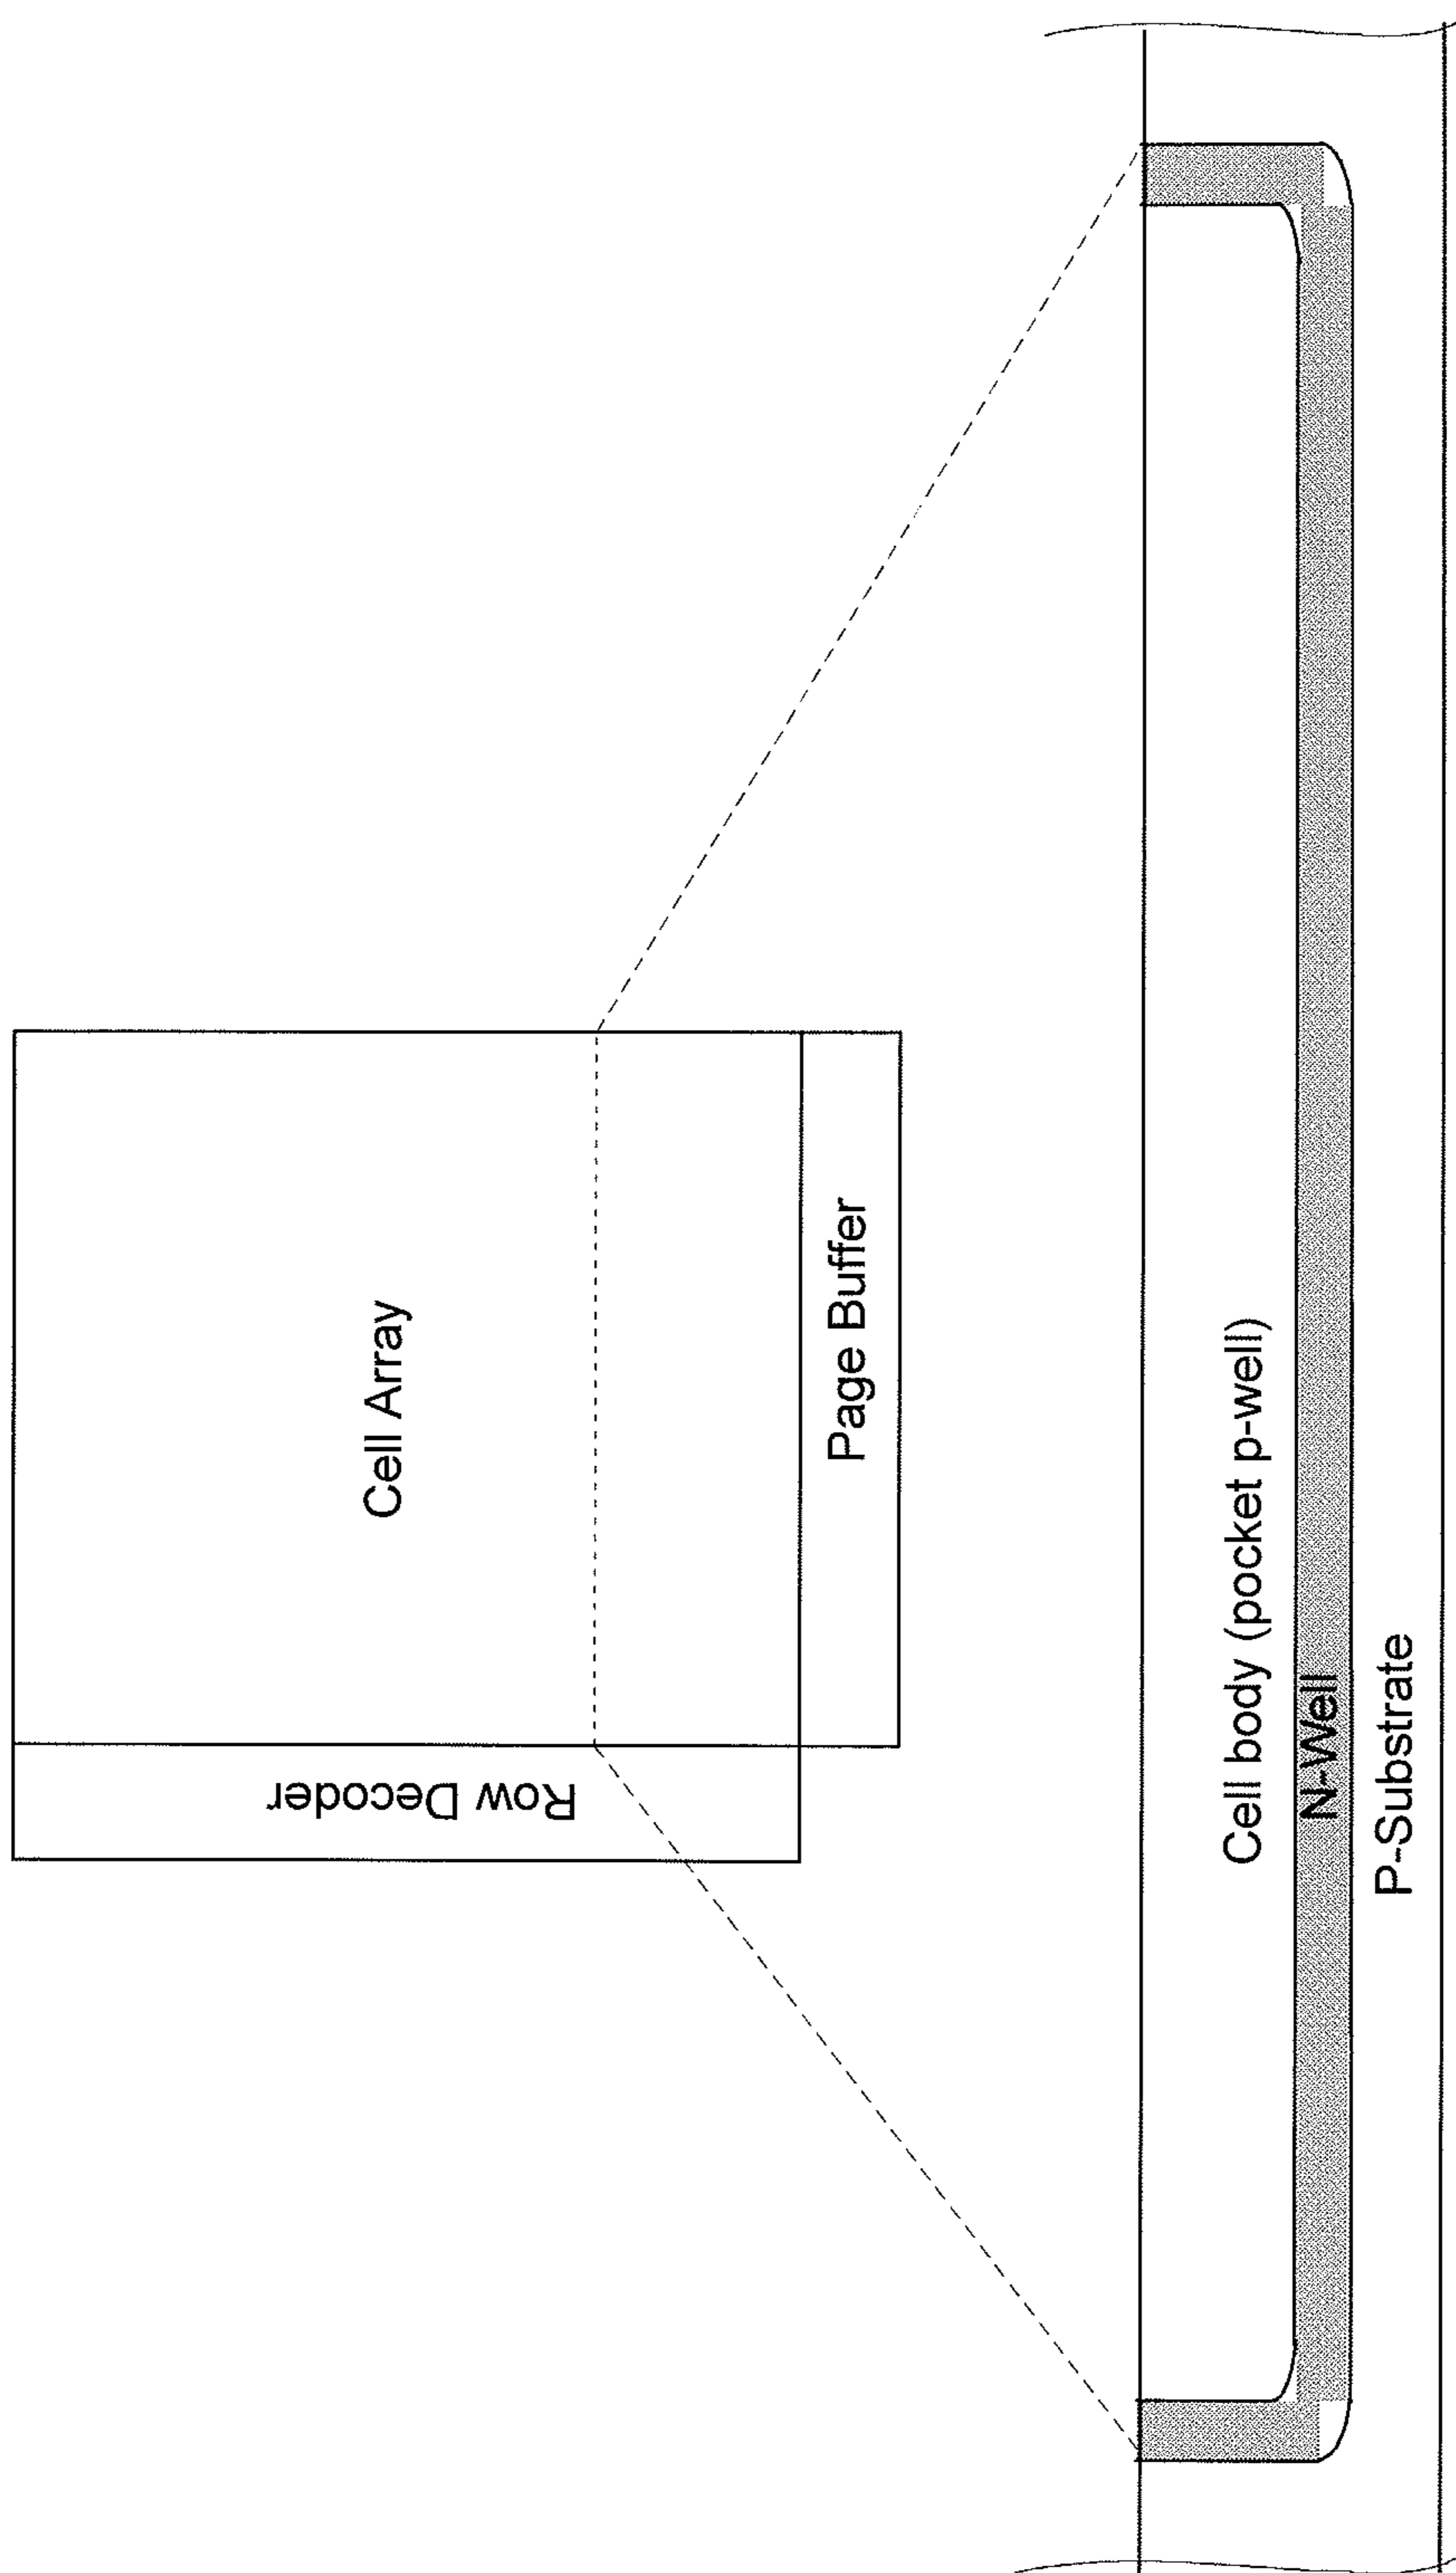 Row Decoder
Cell Array
Page Buffer
Cell body (pocket p-well)
N-Well
P-Substrate